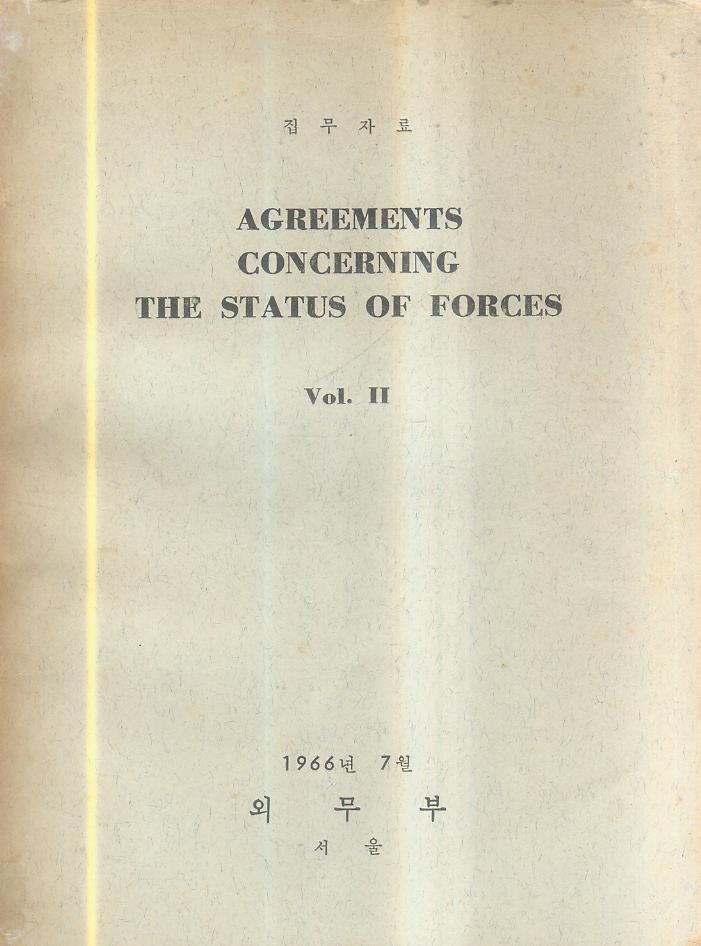 집무자료
AGREEMENTS
CONCERNING
THE STATUS OF FORCES
Vol. II
1966년 7월
외무부
서울